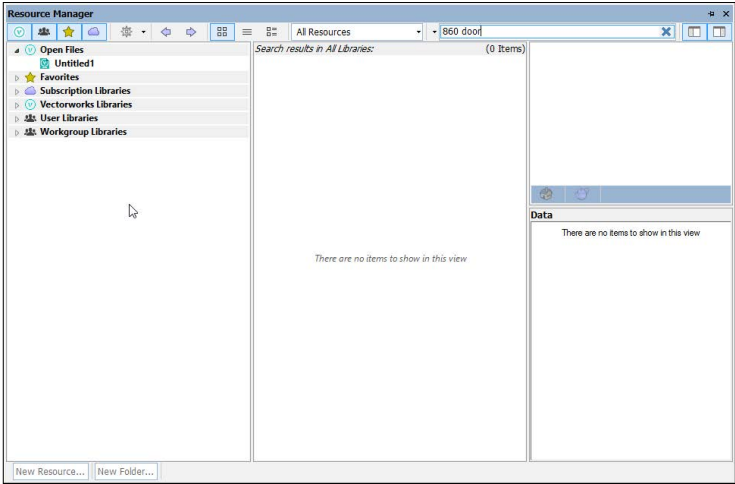 Resource Manager
All Resources
860 door
Open Files
Untitled1
Favorites
Subscription Libraries
Vectorworks Libraries
User Libraries
Workgroup Libraries
Search results in All Libraries: (0 Items)
There are no items to show in this view
Data
There are no items to show in this view
New Resource... New Folder...